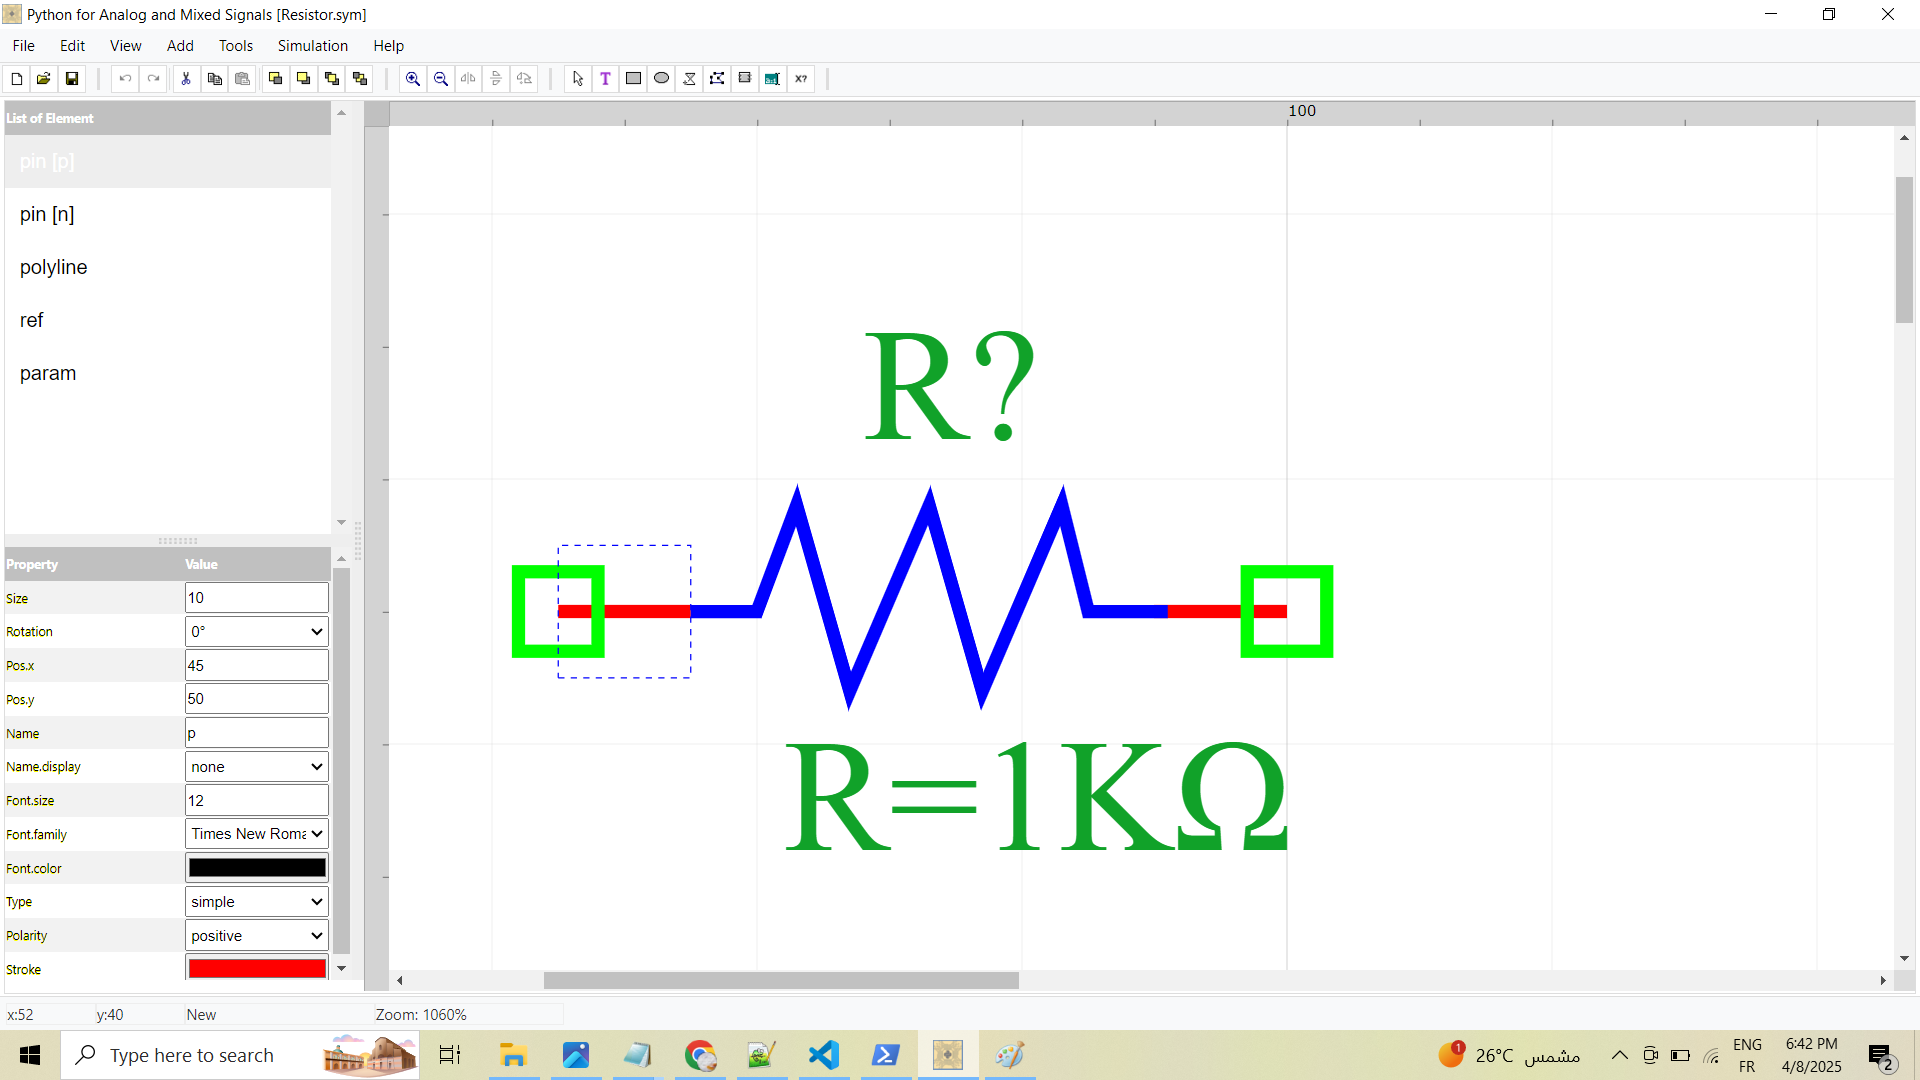 Python for Analog and Mixed Signals [Resistor.sym]
File Edit View Add Tools Simulation Help
T X?
List of Element
pin [p]
pin [n]
polyline
ref
param
100
R?
R=1KΩ
Property Value
Size 10
Rotation 0°
Pos.x 45
Pos.y 50
Name p
Name.display none
Font.size 12
Font.family Times New Roma
Font.color
Type simple
Polarity positive
Stroke
x:52 y:40 New Zoom: 1060%
Type here to search
1 26°C مشمس ENG 6:42 PM
FR 4/8/2025 2